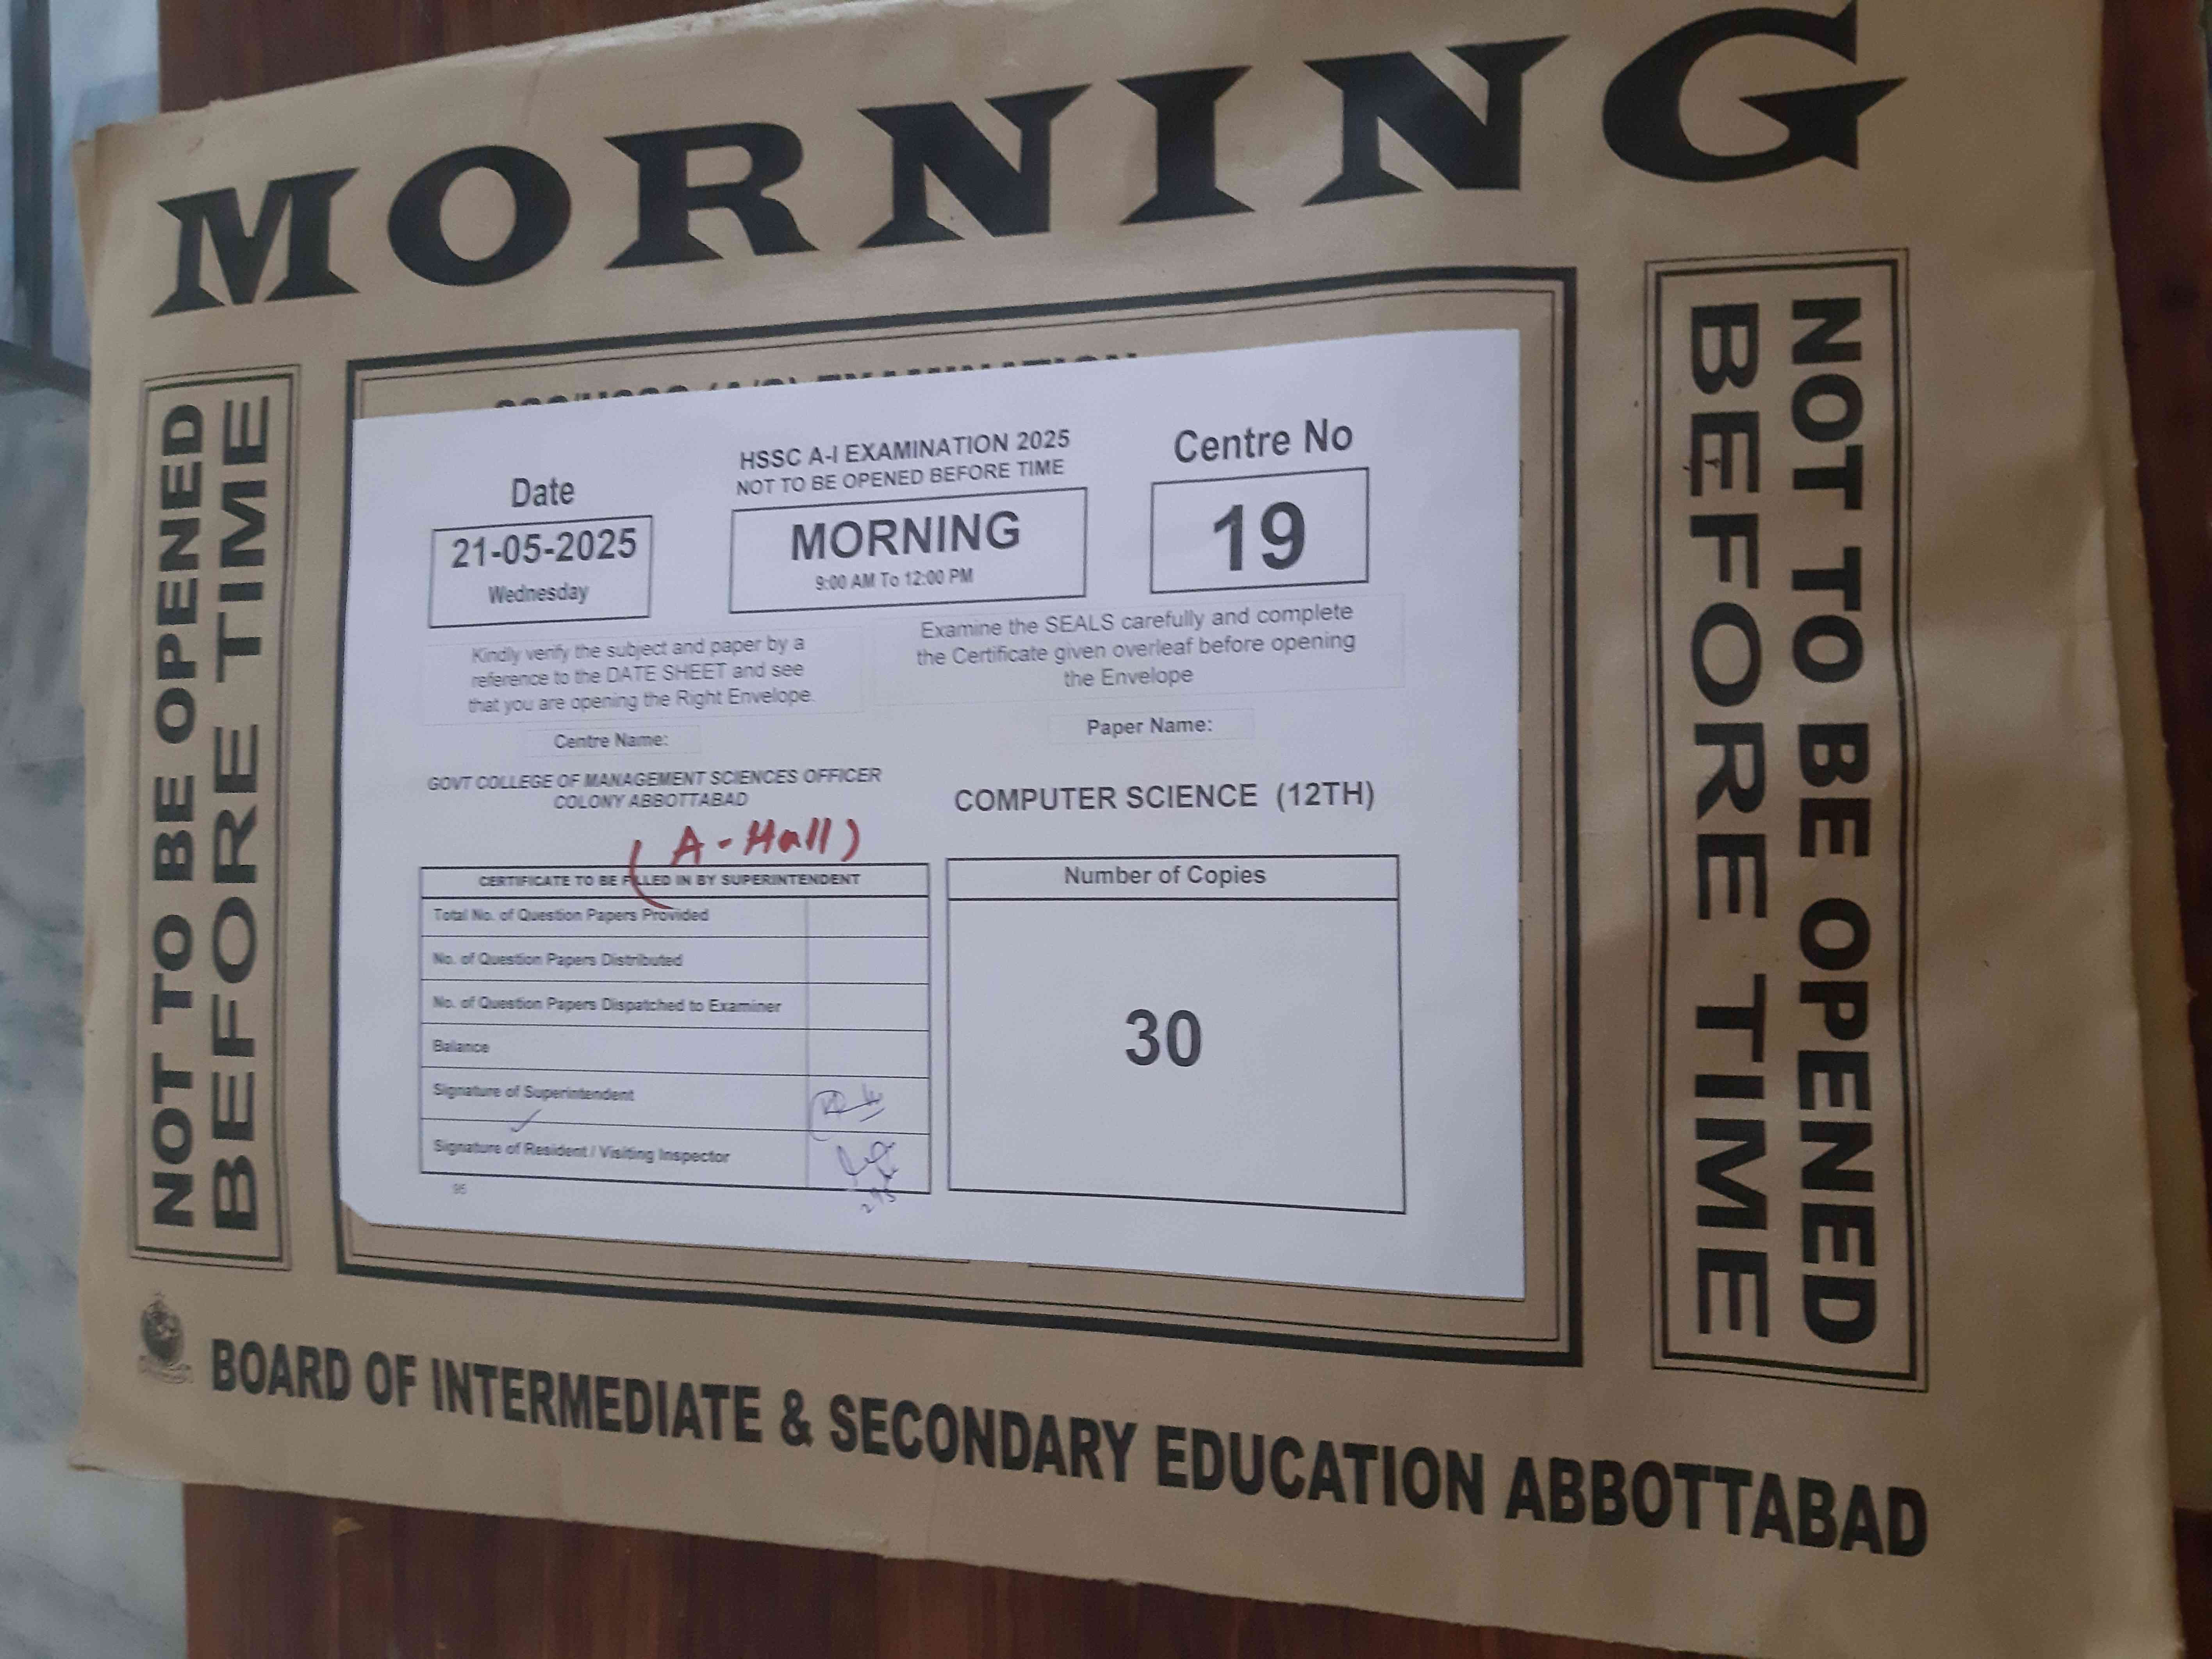 MORNING
NOT TO BE OPENED
BEFORE TIME
HSSC A-I EXAMINATION 2025
NOT TO BE OPENED BEFORE TIME
Date
21-05-2025
Wednesday
MORNING
9:00 AM To 12:00 PM
Centre No
19
Kindly verify the subject and paper by a
reference to the DATE SHEET and see
that you are opening the Right Envelope.
Examine the SEALS carefully and complete
the Certificate given overleaf before opening
the Envelope
Centre Name:
GOVT COLLEGE OF MANAGEMENT SCIENCES OFFICER
COLONY ABBOTTABAD
(A-Hall)
Paper Name:
COMPUTER SCIENCE (12TH)
CERTIFICATE TO BE FILLED IN BY SUPERINTENDENT
Total No. of Question Papers Provided
No. of Question Papers Distributed
No. of Question Papers Dispatched to Examiner
Balance
Signature of Superintendent
Signature of Resident / Visiting Inspector
Number of Copies
30
NOT TO BE OPENED
BEFORE TIME
BOARD OF INTERMEDIATE & SECONDARY EDUCATION ABBOTTABAD